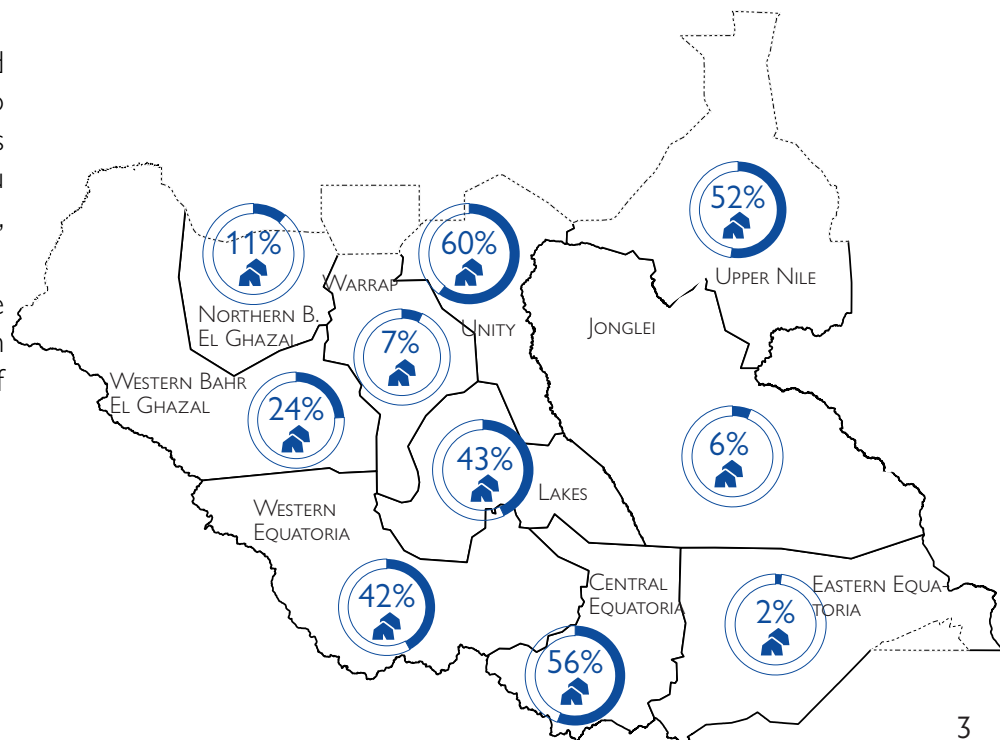 52%
UPPER NILE
11%
60%
WARRAP
NORTHERN B.
EL GHAZAL
UNITY
JONGLEI
7%
WESTERN BAHR
EL GHAZAL
24%
43%
6%
LAKES
WESTERN
EQUATORIA
42%
CENTRAL
EQUATORIA
56%
EASTERN EQUA-
TORIA
2%
3